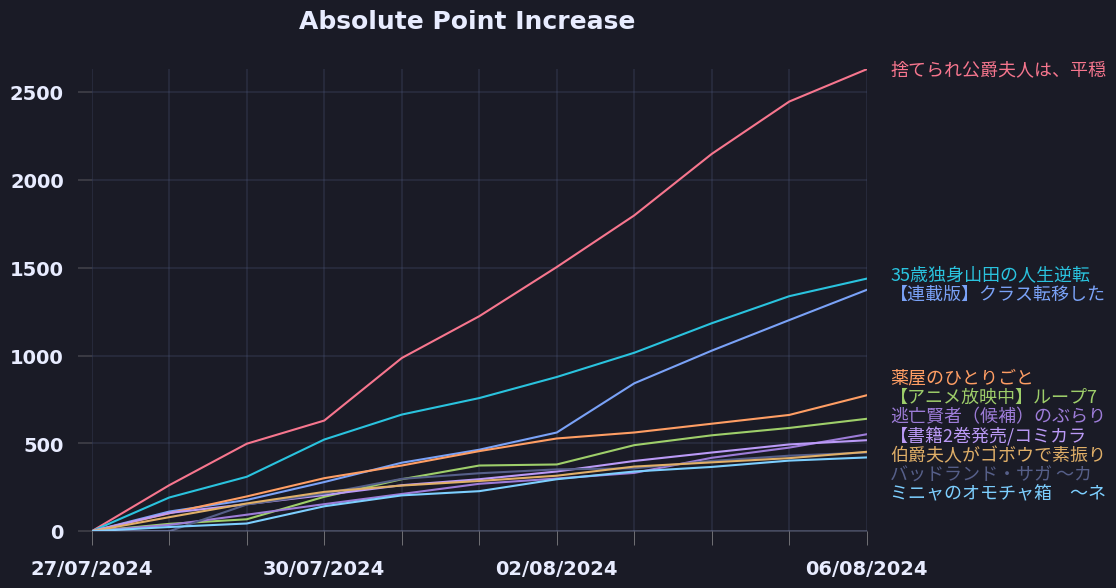 Absolute Point Increase
2500
2000
1500
1000
500
0
27/07/2024
30/07/2024
02/08/2024
06/08/2024
捨てられ公爵夫人は、平穏
35歳独身山田の人生逆転
【連載版】クラス転移した
薬屋のひとりごと
【アニメ放映中】ループ7
逃亡賢者（候補）のぶらり
【書籍2巻発売/コミカラ
伯爵夫人がゴボウで素振り
バッドランド・サガ ～カ
ミニャのオモチャ箱　～ネ